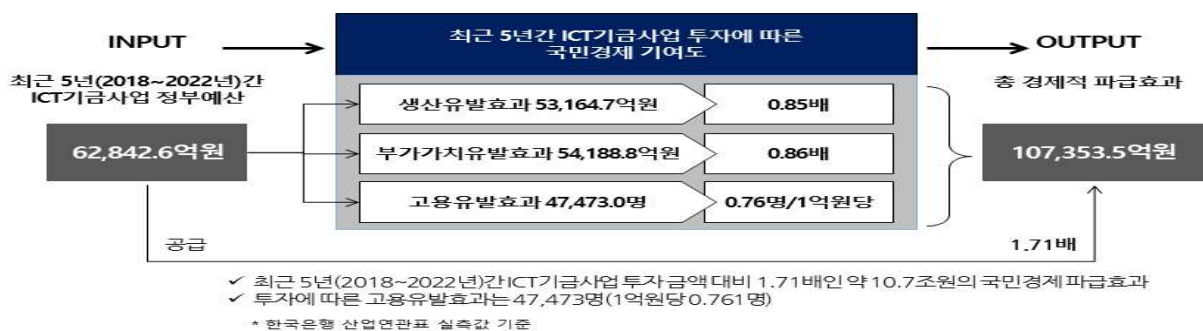 INPUT
최근 5년간 ICT기금사업 투자에 따른
국민경제 기여도
OUTPUT
최근 5년(2018~2022년)간
ICT기금사업 정부예산
총 경제적 파급효과
생산유발효과 53,164.7억원
0.85배
62,842.6억원
부가가치유발효과 54,188.8억원
0.86배
107,353.5억원
고용유발효과 47,473.0명
0.76명/1억원당
공급
1.71배
✓ 최근 5년(2018~2022년)간 ICT기금사업 투자 금액 대비 1.71배인 약 10.7조원의 국민경제 파급효과
✓ 투자에 따른 고용유발효과는 47,473명(1억원당 0.761명)
* 한국은행 산업연관표 실측값 기준